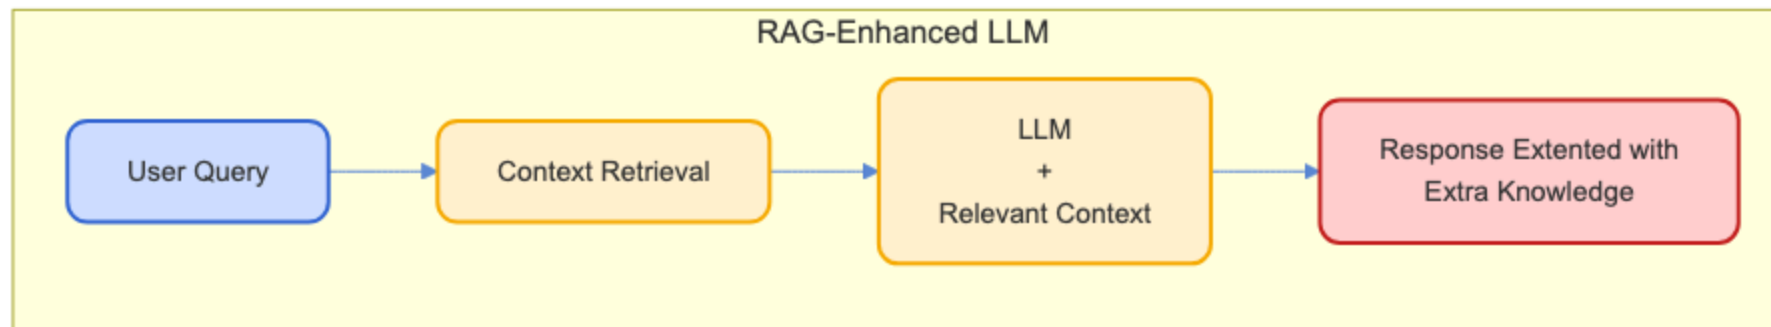 RAG-Enhanced LLM
User Query
Context Retrieval
LLM
+
Relevant Context
Response Extented with
Extra Knowledge